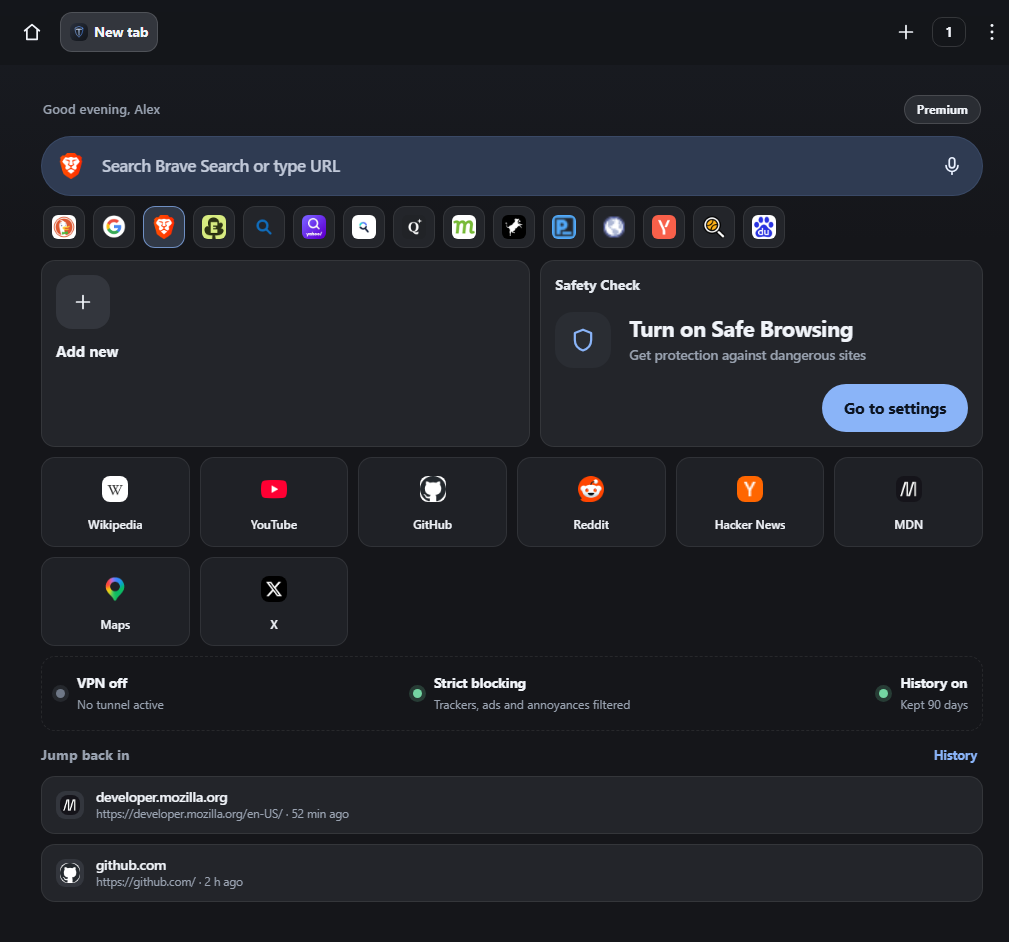 New tab
1
Good evening, Alex
Premium
Search Brave Search or type URL
Add new
Safety Check
Turn on Safe Browsing
Get protection against dangerous sites
Go to settings
W
Wikipedia
YouTube
GitHub
Reddit
Y
Hacker News
MDN
Maps
X
VPN off
No tunnel active
Strict blocking
Trackers, ads and annoyances filtered
History on
Kept 90 days
Jump back in
History
developer.mozilla.org
https://developer.mozilla.org/en-US/ · 52 min ago
github.com
https://github.com/ · 2 h ago